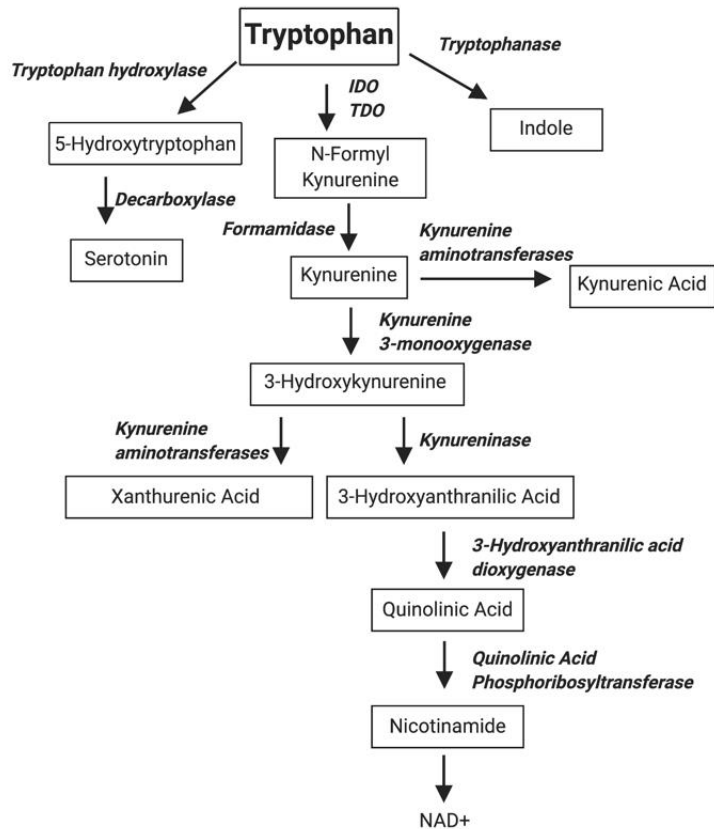 Tryptophan
Tryptophan hydroxylase
Tryptophanase
IDO
TDO
5-Hydroxytryptophan
N-Formyl
Kynurenine
Indole
Decarboxylase
Formamidase
Kynurenine
aminotransferases
Serotonin
Kynurenine
Kynurenic Acid
Kynurenine
3-monooxygenase
3-Hydroxykynurenine
Kynurenine
aminotransferases
Kynureninase
Xanthurenic Acid
3-Hydroxyanthranilic Acid
3-Hydroxyanthranilic acid
dioxygenase
Quinolinic Acid
Quinolinic Acid
Phosphoribosyltransferase
Nicotinamide
NAD+